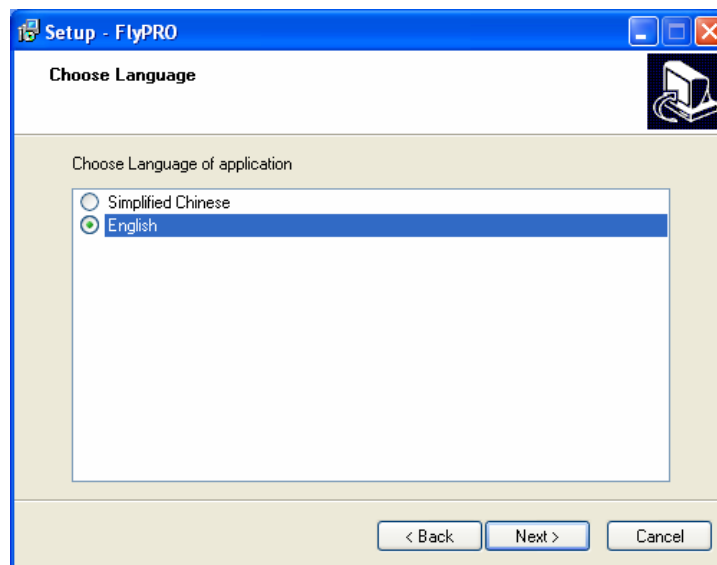 Setup - FlyPRO
Choose Language
Choose Language of application
Simplified Chinese
English
< Back
Next >
Cancel